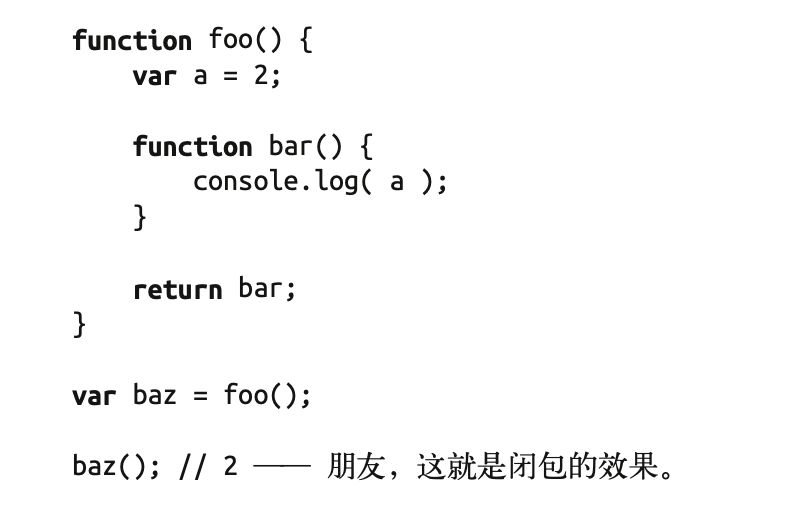 function foo() {
    var a = 2;

    function bar() {
        console.log( a );
    }

    return bar;
}

var baz = foo();

baz(); // 2 —— 朋友，这就是闭包的效果。